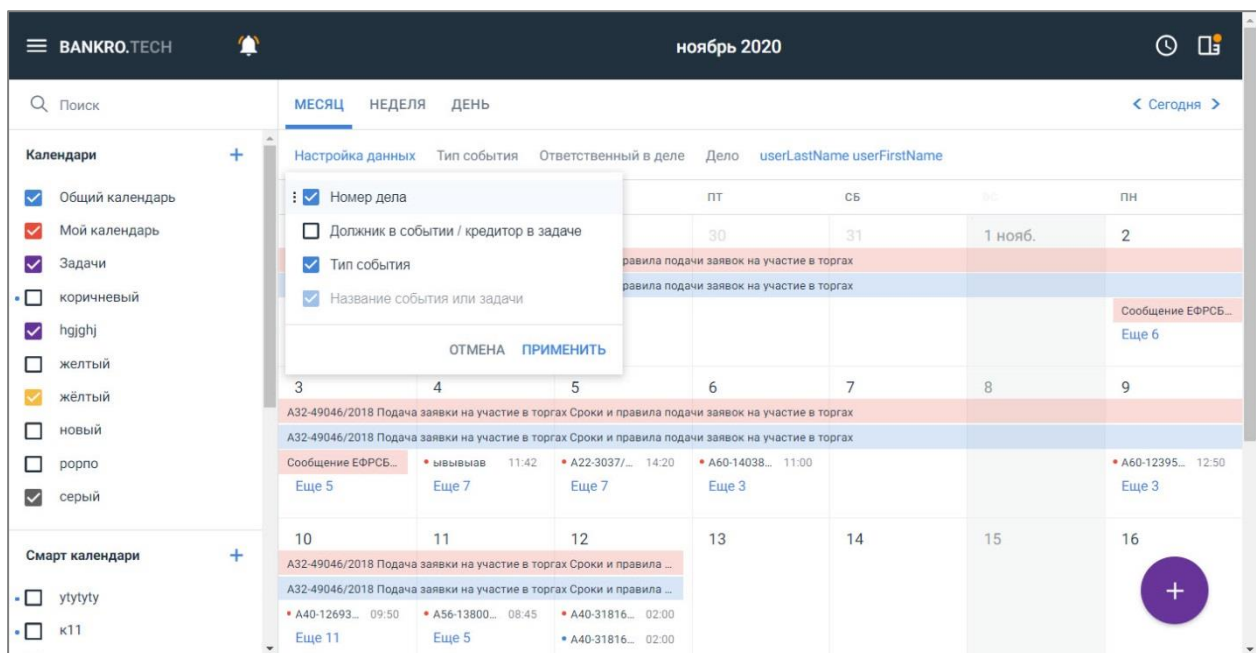 BANKRO.TECH
ноябрь 2020
Поиск
МЕСЯЦ НЕДЕЛЯ ДЕНЬ
Сегодня
Календари
Общий календарь
Мой календарь
Задачи
коричневый
hgjghj
желтый
жёлтый
новый
рорпо
серый
Смарт календари
ytytyty
к11
Настройка данных Тип события Ответственный в деле Дело userLastName userFirstName
Номер дела
Должник в событии / кредитор в задаче
Тип события
Название события или задачи
ОТМЕНА ПРИМЕНИТЬ
ПТ СБ ВС ПН
30 31 1 нояб. 2
равила подачи заявок на участие в торгах
равила подачи заявок на участие в торгах
Сообщение ЕФРСБ...
Еще 6
3 4 5 6 7 8 9
А32-49046/2018 Подача заявки на участие в торгах Сроки и правила подачи заявок на участие в торгах
А32-49046/2018 Подача заявки на участие в торгах Сроки и правила подачи заявок на участие в торгах
Сообщение ЕФРСБ... ывывыав 11:42 А22-3037/... 14:20 А60-14038... 11:00 А60-12395... 12:50
Еще 5 Еще 7 Еще 7 Еще 3 Еще 3
10 11 12 13 14 15 16
А32-49046/2018 Подача заявки на участие в торгах Сроки и правила ...
А32-49046/2018 Подача заявки на участие в торгах Сроки и правила ...
А40-12693... 09:50 А56-13800... 08:45 А40-31816... 02:00
Еще 11 Еще 5 А40-31816... 02:00